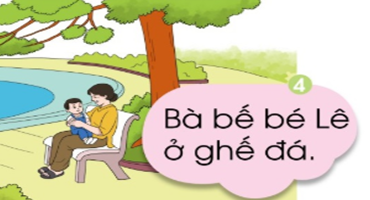 4
Bà bế bé Lê
ở ghế đá.